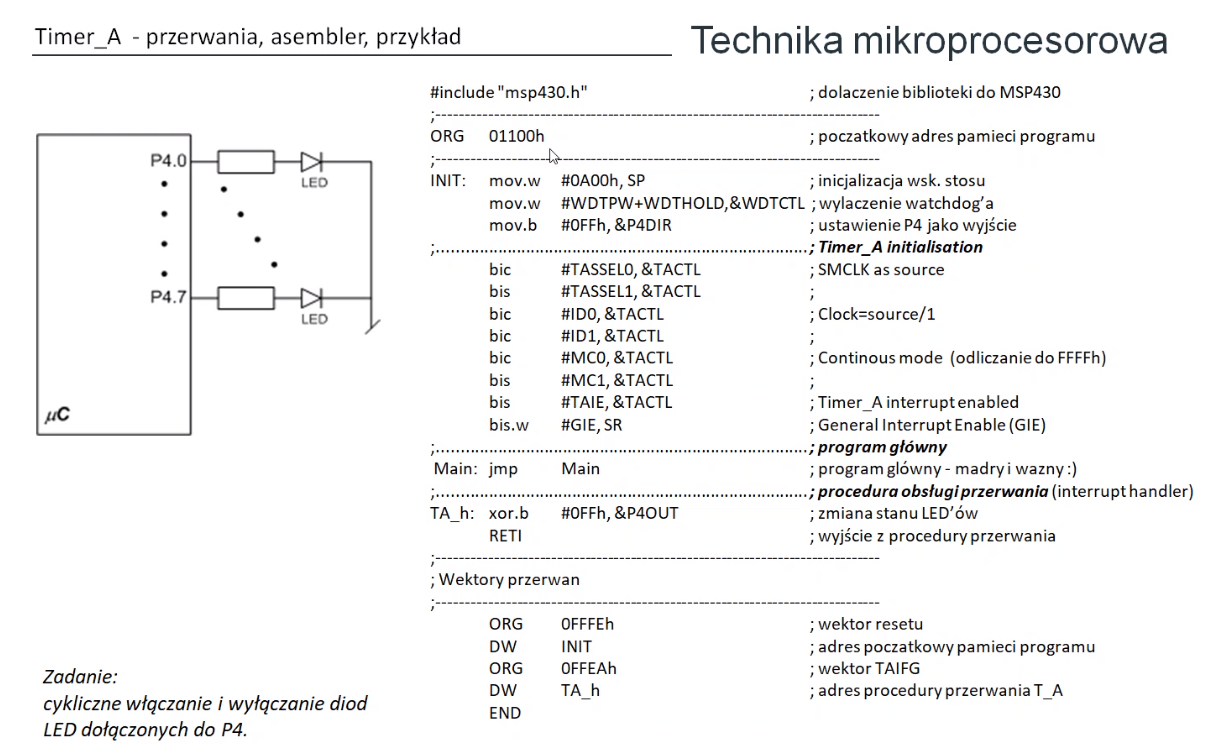 Timer_A - przerwania, asembler, przykład
Technika mikroprocesorowa
#include "msp430.h" ; dolaczenie biblioteki do MSP430
;------------------------------------------------------------
ORG 01100h ; poczatkowy adres pamieci programu
;------------------------------------------------------------
INIT: mov.w #0A00h, SP ; inicjalizacja wsk. stosu
mov.w #WDTPW+WDTHOLD,&WDTCTL ; wylaczenie watchdog'a
mov.b #0FFh, &P4DIR ; ustawienie P4 jako wyjście
;............................................................; Timer_A initialisation
bic #TASSEL0, &TACTL ; SMCLK as source
bis #TASSEL1, &TACTL ;
bic #ID0, &TACTL ; Clock=source/1
bic #ID1, &TACTL ;
bic #MC0, &TACTL ; Continous mode (odliczanie do FFFFh)
bis #MC1, &TACTL ;
bis #TAIE, &TACTL ; Timer_A interrupt enabled
bis.w #GIE, SR ; General Interrupt Enable (GIE)
;............................................................; program główny
Main: jmp Main ; program glówny - madry i wazny :)
;............................................................; procedura obsługi przerwania (interrupt handler)
TA_h: xor.b #0FFh, &P4OUT ; zmiana stanu LED'ów
RETI ; wyjście z procedury przerwania
;------------------------------------------------------------
; Wektory przerwan
;------------------------------------------------------------
ORG 0FFFEh ; wektor resetu
DW INIT ; adres poczatkowy pamieci programu
ORG 0FFEAh ; wektor TAIFG
DW TA_h ; adres procedury przerwania T_A
END
P4.0
LED
P4.7
LED
µC
Zadanie:
cykliczne włączanie i wyłączanie diod
LED dołączonych do P4.